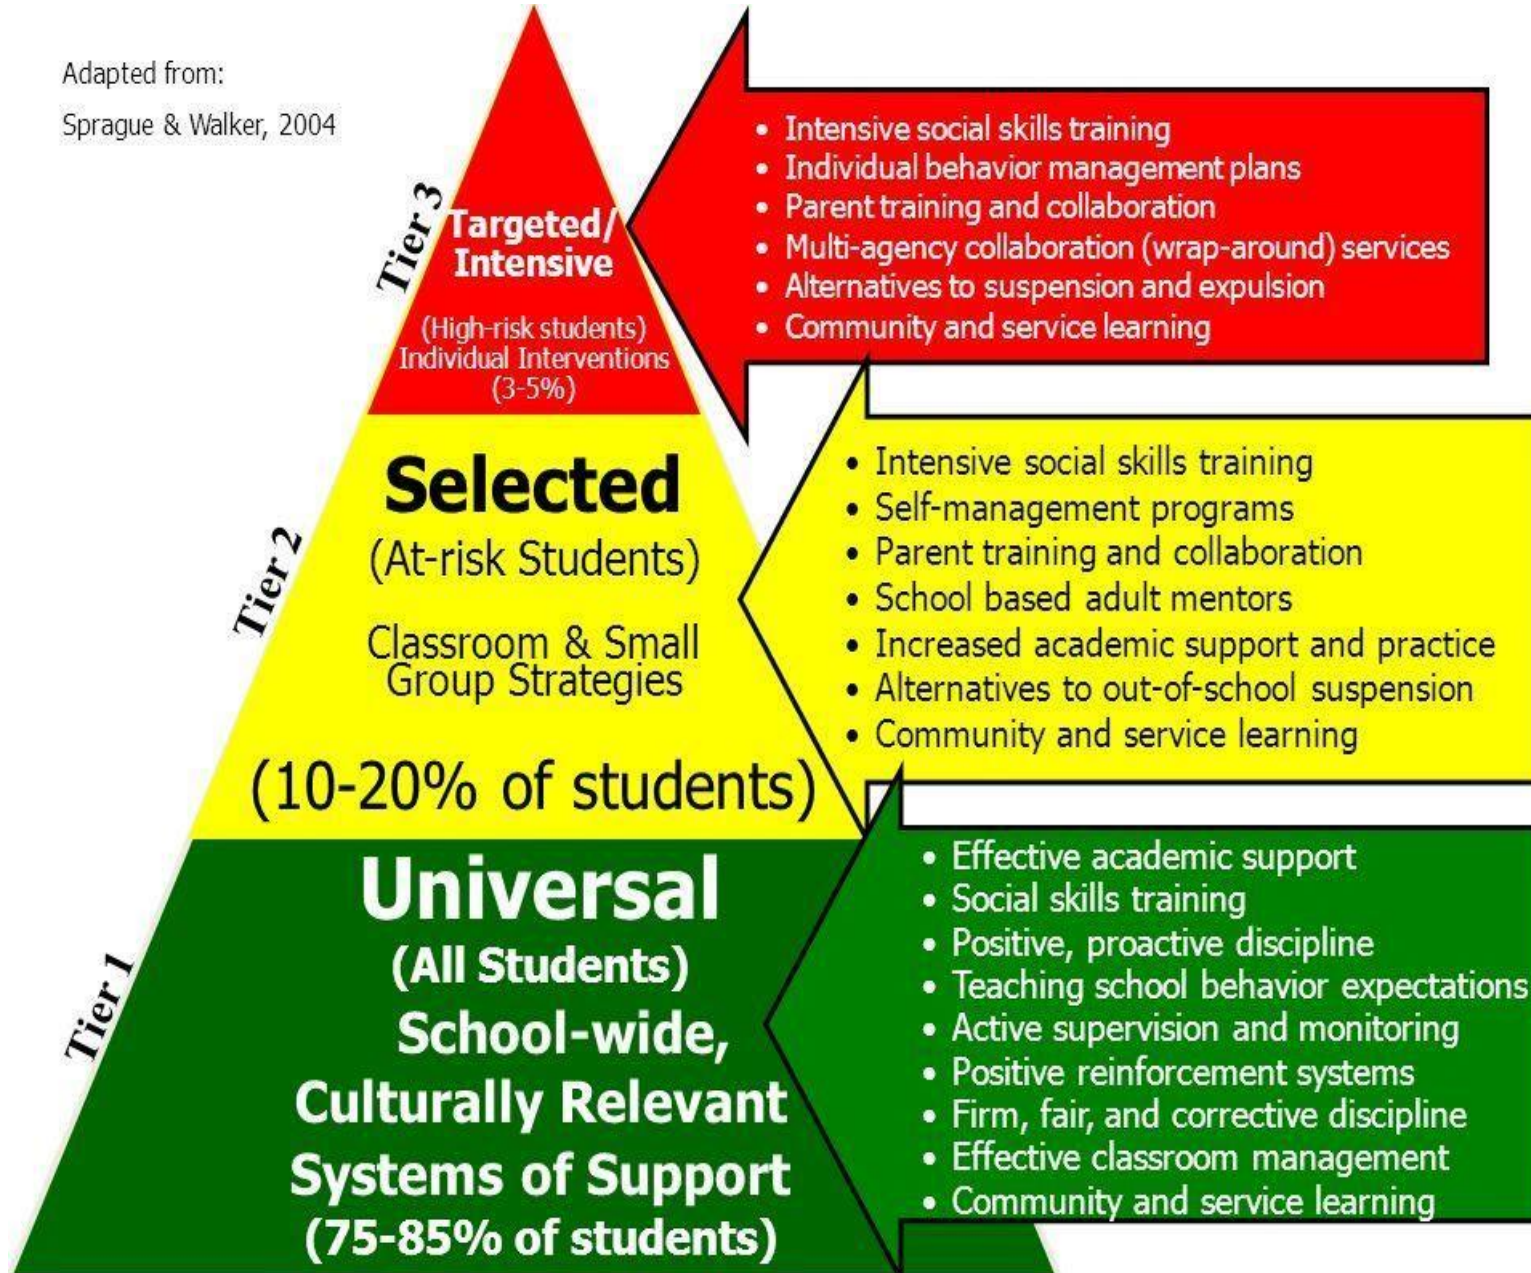 Adapted from:
Sprague & Walker, 2004
Tier 3
Targeted/
Intensive
(High-risk students)
Individual Interventions
(3-5%)
• Intensive social skills training
• Individual behavior management plans
• Parent training and collaboration
• Multi-agency collaboration (wrap-around) services
• Alternatives to suspension and expulsion
• Community and service learning
Tier 2
Selected
(At-risk Students)
Classroom & Small
Group Strategies
(10-20% of students)
• Intensive social skills training
• Self-management programs
• Parent training and collaboration
• School based adult mentors
• Increased academic support and practice
• Alternatives to out-of-school suspension
• Community and service learning
Tier 1
Universal
(All Students)
School-wide,
Culturally Relevant
Systems of Support
(75-85% of students)
• Effective academic support
• Social skills training
• Positive, proactive discipline
• Teaching school behavior expectations
• Active supervision and monitoring
• Positive reinforcement systems
• Firm, fair, and corrective discipline
• Effective classroom management
• Community and service learning